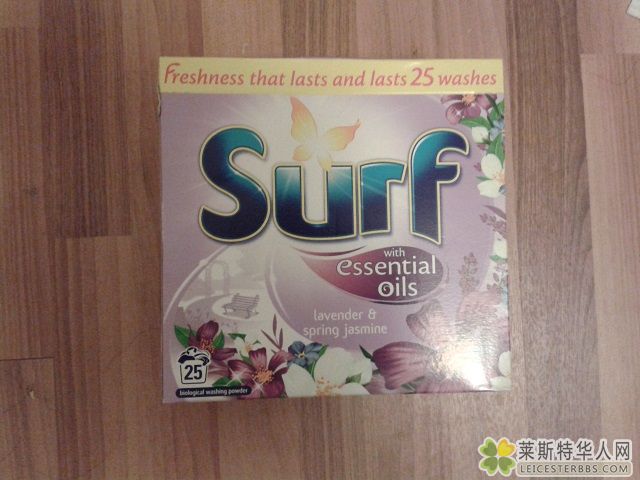 Freshness that lasts and lasts 25 washes
Surf
with
essential
oils
lavender &
spring jasmine
25
biological washing powder
莱斯特华人网
LEICESTERBBS.COM